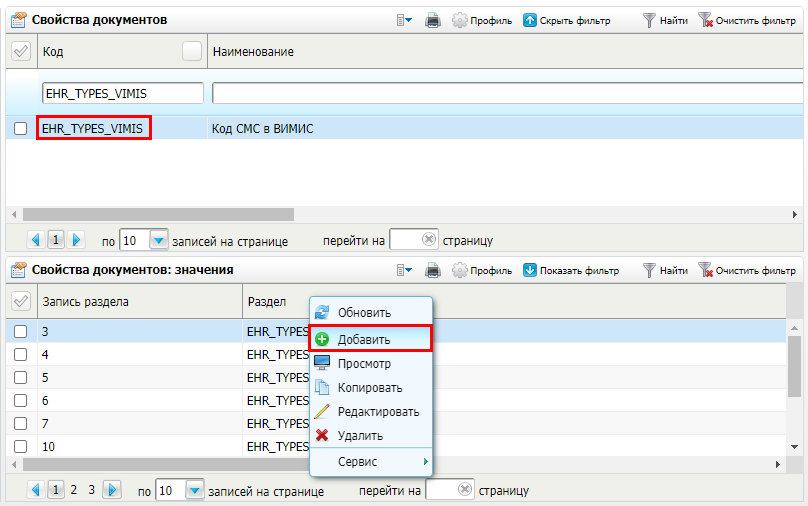 Свойства документов Профиль Скрыть фильтр Найти Очистить фильтр
Код Наименование
EHR_TYPES_VIMIS
EHR_TYPES_VIMIS Код СМС в ВИМИС
1 по 10 записей на странице перейти на страницу
Свойства документов: значения Профиль Показать фильтр Найти Очистить фильтр
Запись раздела Раздел
3 EHR_TYPES
4 EHR_TYPES
5 EHR_TYPES
6 EHR_TYPES
7 EHR_TYPES
10 EHR_TYPES
Обновить
Добавить
Просмотр
Копировать
Редактировать
Удалить
Сервис
1 2 3 по 10 записей на странице перейти на страницу